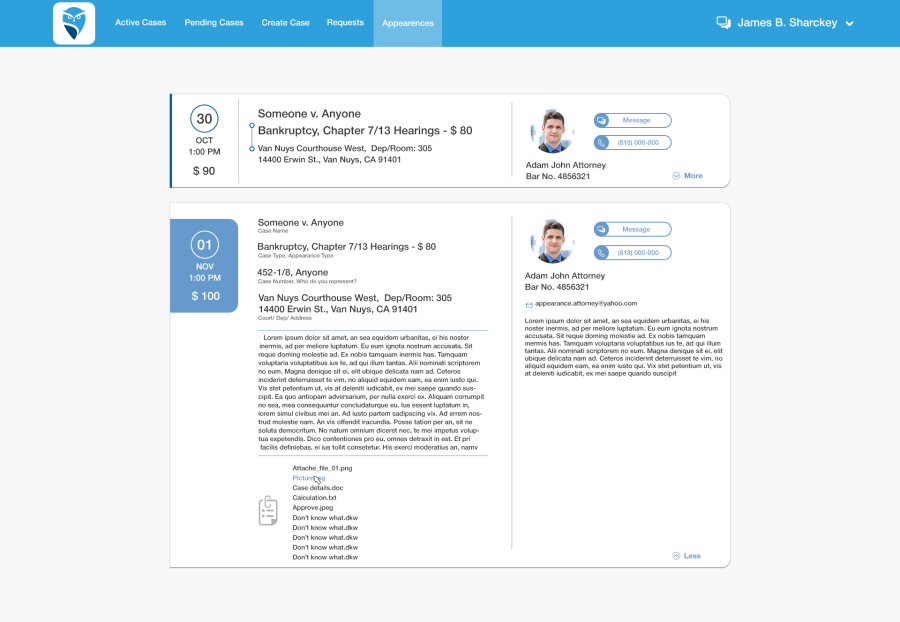 Active Cases
Pending Cases
Create Case
Requests
Appearences
James B. Sharckey
30
OCT
1:00 PM
$ 90
Someone v. Anyone
Bankruptcy, Chapter 7/13 Hearings - $ 80
Van Nuys Courthouse West, Dep/Room: 305
14400 Erwin St., Van Nuys, CA 91401
Message
(818) 000-000
Adam John Attorney
Bar No. 4856321
More
01
NOV
1:00 PM
$ 100
Someone v. Anyone
Case Name
Bankruptcy, Chapter 7/13 Hearings - $ 80
Case Type, Appearance Type
452-1/8, Anyone
Case Number, Who do you represent?
Van Nuys Courthouse West, Dep/Room: 305
14400 Erwin St., Van Nuys, CA 91401
Court/ Dep/ Address
Lorem ipsum dolor sit amet, an sea equidem urbanitas, ei his noster
inermis, ad per meliore luptatum. Eu eum ignota nostrum accusata. Sit
reque doming molestie ad. Ex nobis tamquam inermis has. Tamquam
voluptaria voluptatibus ius te, ad qui illum tantas. Alii nominati scriptorem
no eum. Magna denique sit ei, elit ubique delicata nam ad. Ceteros
inciderint deterruisset te vim, no aliquid equidem eam, ea enim iusto qui.
Vix stet petentium ut, vis at deleniti iudicabit, ex mei saepe quando sus-
cipit. Ea quo antiopam adversarium, per nulla exerci ex. Aliquam corrumpit
no sea, mea consequuntur concludaturque eu. Ius essent luptatum in,
lorem simul civibus mei an. Ad iusto partem sadipscing vix. Ad errem nos-
trud molestie nam. An vix offendit iracundia. Posse tation per an, sit ne
soluta democritum. No natum omnium diceret nec, te mei impetus volup-
tua expetendis. Dico contentiones pro eu, omnes detraxit in est. Et pri
facilis definiebas, ei ius tollit consetetur. His exerci moderatius an, namv
Attache_file_01.png
Case details.doc
Calculation.txt
Approve.jpeg
Don't know what.dkw
Don't know what.dkw
Don't know what.dkw
Don't know what.dkw
Don't know what.dkw
Message
(818) 000-000
Adam John Attorney
Bar No. 4856321
appearance.attorney@yahoo.com
Lorem ipsum dolor sit amet, an sea equidem urbanitas, ei his
noster inermis, ad per meliore luptatum. Eu eum ignota nostrum
accusata. Sit reque doming molestie ad. Ex nobis tamquam
inermis has. Tamquam voluptaria voluptatibus ius te, ad qui illum
tantas. Alii nominati scriptorem no eum. Magna denique sit ei, elit
ubique delicata nam ad. Ceteros inciderint deterruisset te vim, no
aliquid equidem eam, ea enim iusto qui. Vix stet petentium ut, vis
at deleniti iudicabit, ex mei saepe quando suscipit
Less